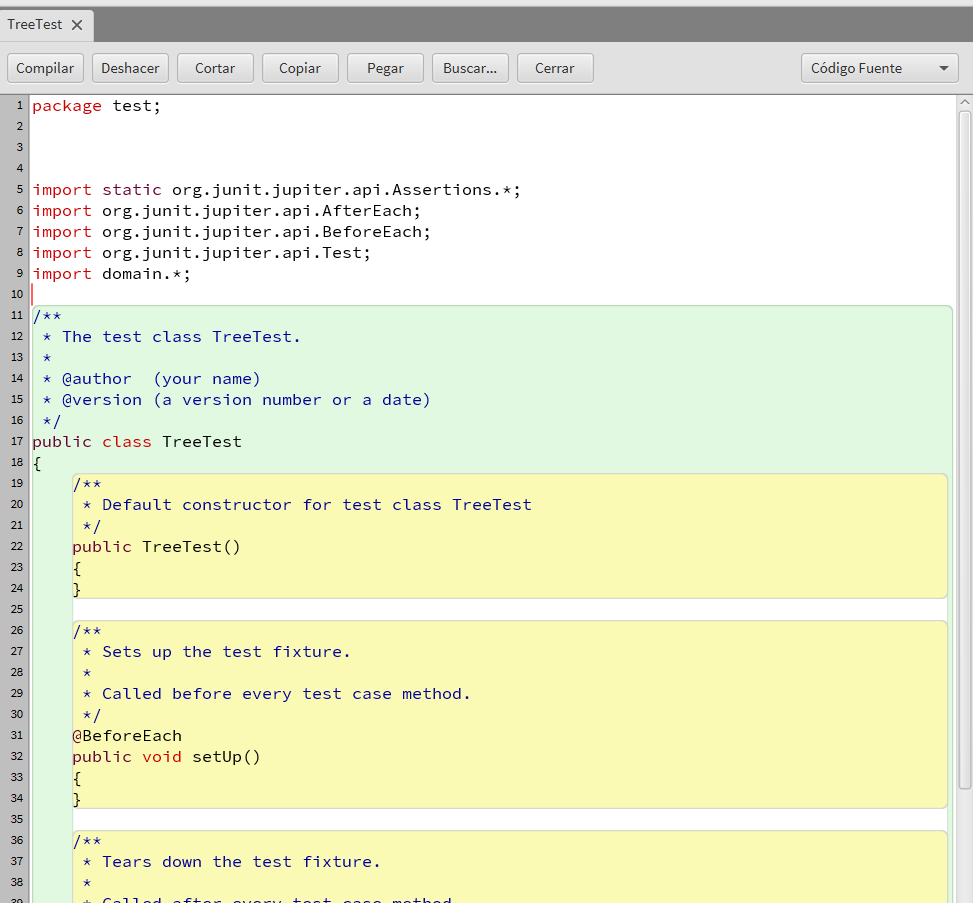 TreeTest
Compilar Deshacer Cortar Copiar Pegar Buscar... Cerrar Código Fuente
1 package test;
2
3
4
5 import static org.junit.jupiter.api.Assertions.*;
6 import org.junit.jupiter.api.AfterEach;
7 import org.junit.jupiter.api.BeforeEach;
8 import org.junit.jupiter.api.Test;
9 import domain.*;
10
11 /**
12 * The test class TreeTest.
13 *
14 * @author  (your name)
15 * @version (a version number or a date)
16 */
17 public class TreeTest
18 {
19 /**
20 * Default constructor for test class TreeTest
21 */
22 public TreeTest()
23 {
24 }
25
26 /**
27 * Sets up the test fixture.
28 *
29 * Called before every test case method.
30 */
31 @BeforeEach
32 public void setUp()
33 {
34 }
35
36 /**
37 * Tears down the test fixture.
38 *
39 * Called after every test case method.